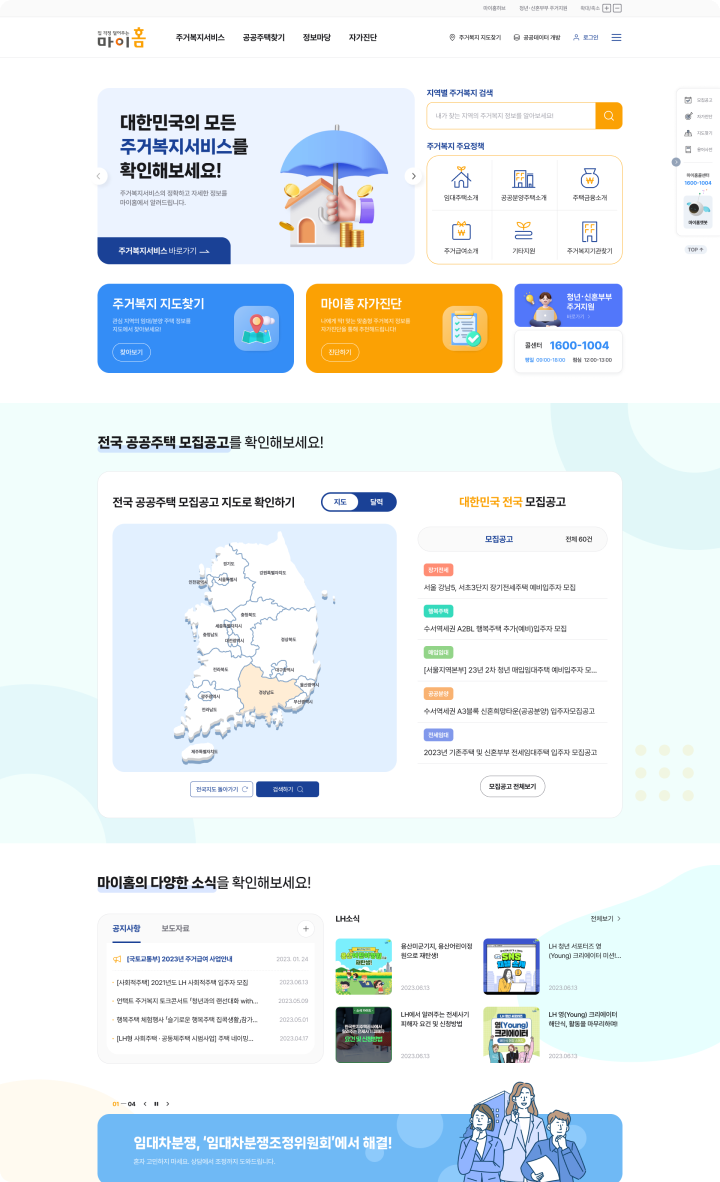 마이홈허브
청년·신혼부부 주거지원
확대/축소
집 걱정 덜어주는
마이홈
주거복지서비스
공공주택찾기
정보마당
자가진단
주거복지 지도찾기
공공데이터 개방
로그인
대한민국의 모든
주거복지서비스를
확인해보세요!
주거복지서비스의 정확하고 자세한 정보를
마이홈에서 알려드립니다.
주거복지서비스 바로가기
지역별 주거복지 검색
내가 찾는 지역의 주거복지 정보를 알아보세요!
주거복지 주요정책
임대주택소개
공공분양주택소개
주택금융소개
주거급여소개
기타지원
주거복지기관찾기
모집공고
자가진단
지도찾기
마이홈콜센터
1600-1004
마이홈챗봇
TOP
주거복지 지도찾기
관심 지역의 임대/분양 주택 정보를
지도에서 찾아보세요!
찾아보기
마이홈 자가진단
나에게 딱! 맞는 맞춤형 주거복지 정보를
자가진단을 통해 추천해드립니다!
진단하기
청년·신혼부부
주거지원
바로가기
콜센터
1600-1004
평일 09:00-18:00
점심 12:00-13:00
전국 공공주택 모집공고를 확인해보세요!
전국 공공주택 모집공고 지도로 확인하기
지도
달력
경기도
강원특별자치도
인천광역시
서울특별시
충청북도
세종특별자치시
충청남도
대전광역시
경상북도
전라북도
대구광역시
울산광역시
경상남도
광주광역시
부산광역시
전라남도
제주특별자치도
전국지도 돌아가기
검색하기
대한민국 전국 모집공고
모집공고
전체 60건
장기전세
서울 강남5, 서초3단지 장기전세주택 예비입주자 모집
행복주택
수서역세권 A2BL 행복주택 추가(예비)입주자 모집
매입임대
[서울지역본부] 23년 2차 청년 매입임대주택 예비입주자 모...
공공분양
수서역세권 A3블록 신혼희망타운(공공분양) 입주자모집공고
전세임대
2023년 기존주택 및 신혼부부 전세임대주택 입주자 모집공고
모집공고 전체보기
마이홈의 다양한 소식을 확인해보세요!
공지사항
보도자료
[국토교통부] 2023년 주거급여 사업안내
2023. 01. 24
[사회적주택] 2021년도 LH 사회적주택 입주자 모집
2023.06.13
언택트 주거복지 토크콘서트 「청년과의 랜선대화 with...
2023.06.09
행복주택 체험행사 「슬기로운 행복주택 집콕생활」참가...
2023.05.01
[LH형 사회주택·공동체주택 시범사업] 주택 네이밍...
2023.04.17
LH소식
전체보기
용산미군기지, 용산어린이정
원으로 재탄생!
2023.06.13
LH 청년 서포터즈 영
(Young) 크리에이터 미션!...
2023.06.13
LH에서 알려주는 전세사기
피해자 요건 및 신청방법
2023.06.13
영(Young)
크리에이터
LH 영(Young) 크리에이터
해단식, 활동을 마무리하며!
2023.06.13
01
04
임대차분쟁, '임대차분쟁조정위원회'에서 해결!
혼자 고민하지 마세요. 상담에서 조정까지 도와드립니다.